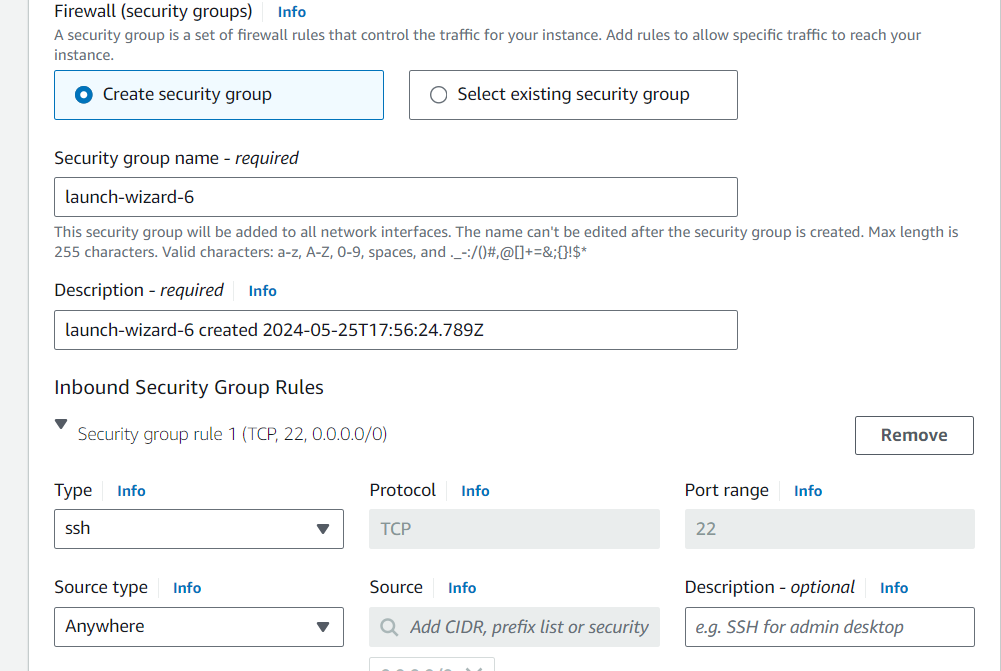 Firewall (security groups) Info
A security group is a set of firewall rules that control the traffic for your instance. Add rules to allow specific traffic to reach your
instance.
Create security group Select existing security group
Security group name - required
launch-wizard-6
This security group will be added to all network interfaces. The name can't be edited after the security group is created. Max length is
255 characters. Valid characters: a-z, A-Z, 0-9, spaces, and ._-:/()#,@[]+=&;{}!$*
Description - required Info
launch-wizard-6 created 2024-05-25T17:56:24.789Z
Inbound Security Group Rules
Security group rule 1 (TCP, 22, 0.0.0.0/0)
Remove
Type Info Protocol Info Port range Info
ssh TCP 22
Source type Info Source Info Description - optional Info
Anywhere Add CIDR, prefix list or security e.g. SSH for admin desktop